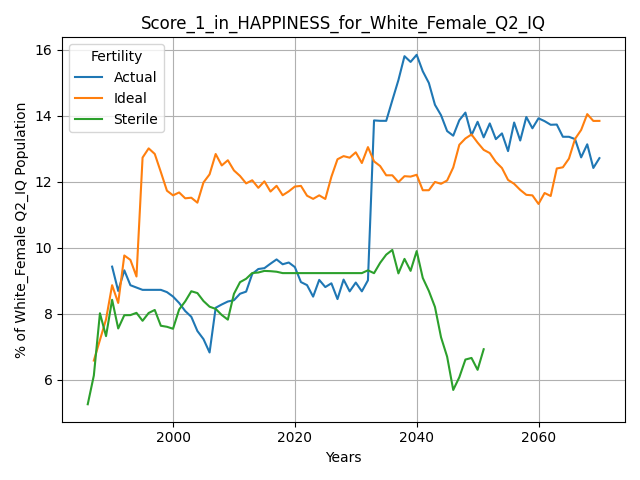 Score_1_in_HAPPINESS_for_White_Female_Q2_IQ
Fertility
Actual
Ideal
Sterile
% of White_Female Q2_IQ Population
16
14
12
10
8
6
2000
2020
2040
2060
Years